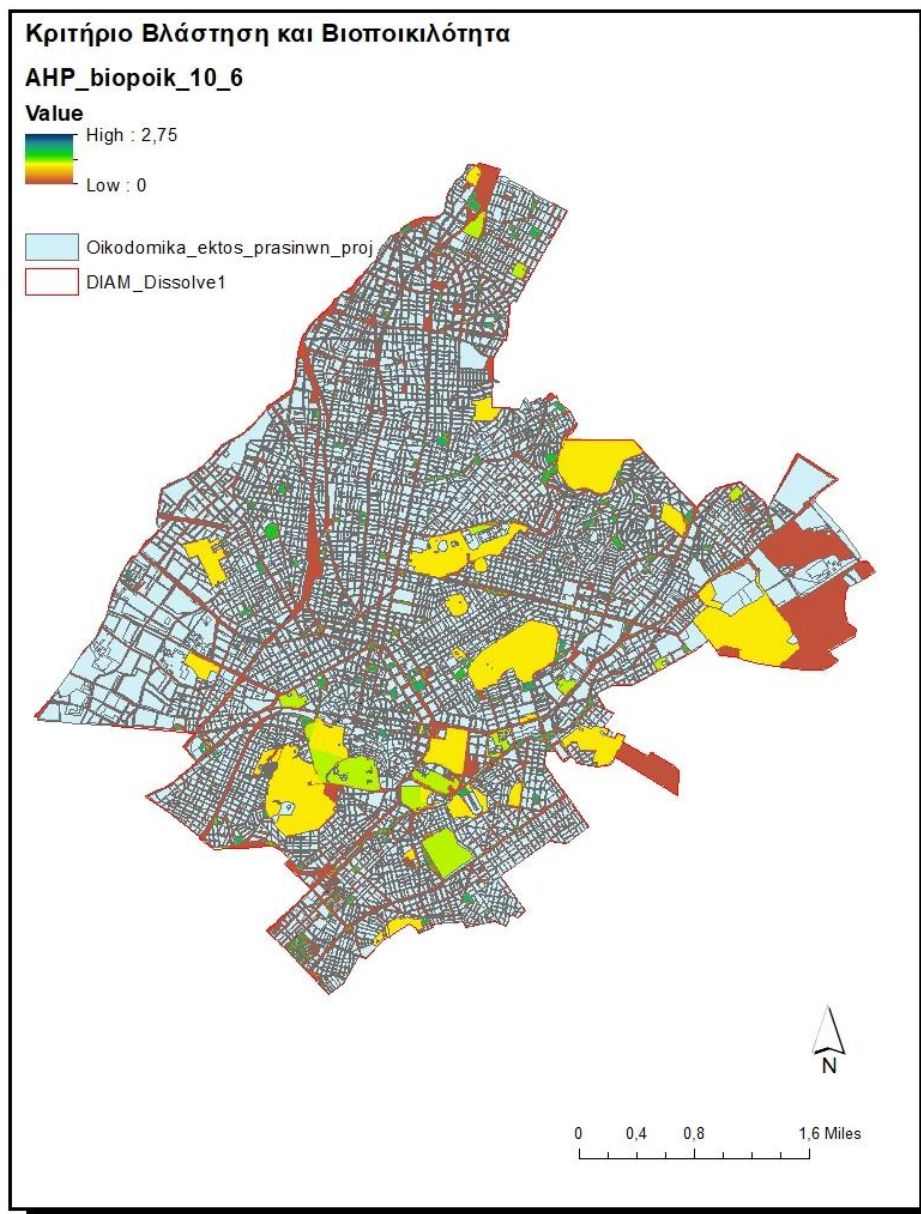 Κριτήριο Βλάστηση και Βιοποικιλότητα
AHP_biopoik_10_6
Value
High : 2,75
Low : 0
Oikodomika_ektos_prasinwn_proj
DIAM_Dissolve1
N
0 0,4 0,8 1,6 Miles